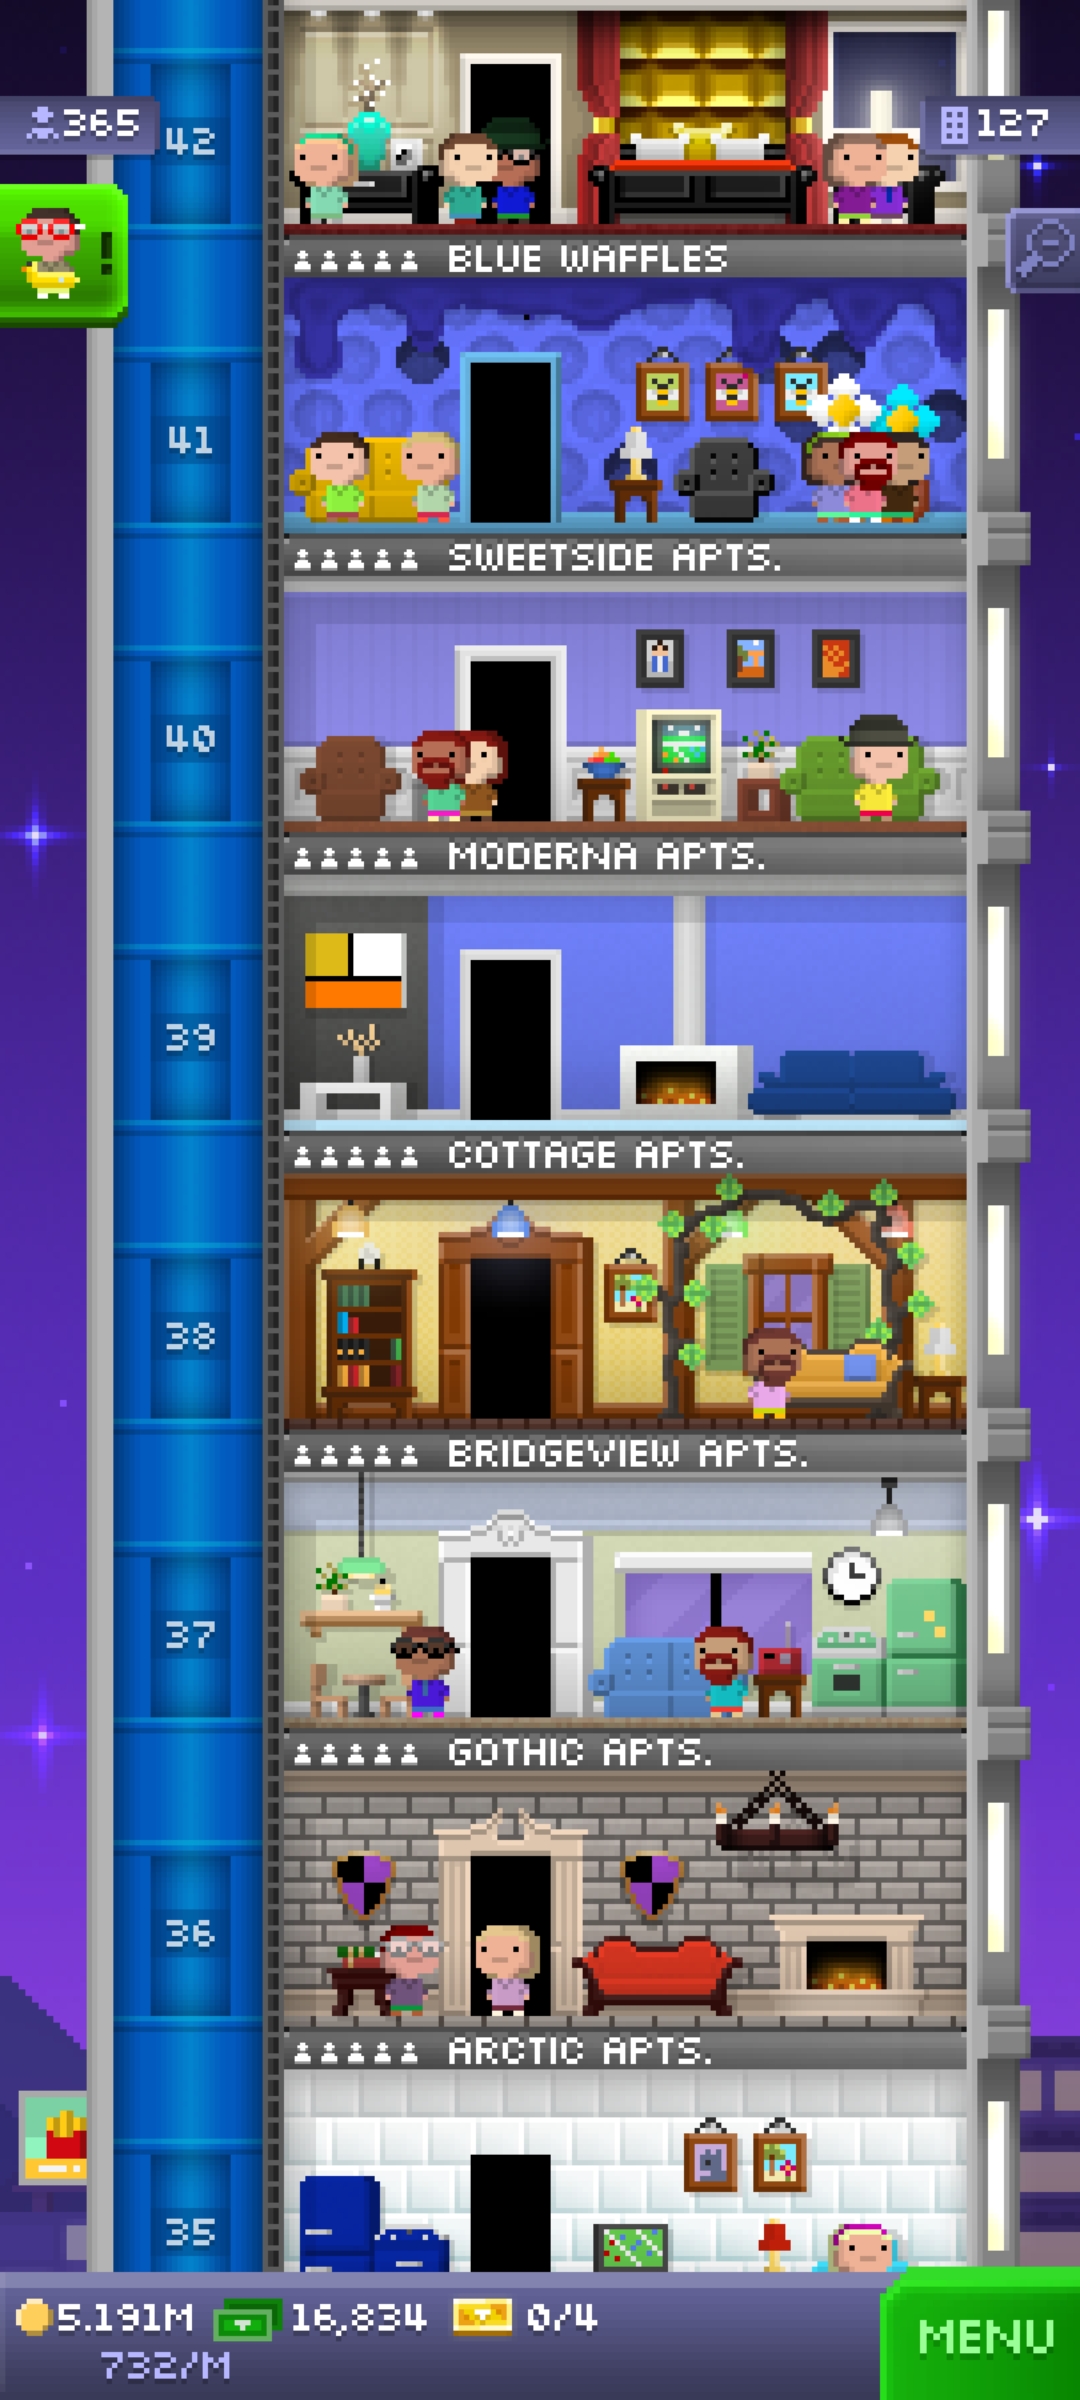 365
127
42
!
BLUE WAFFLES
41
SWEETSIDE APTS.
40
MODERNA APTS.
39
COTTAGE APTS.
38
BRIDGEVIEW APTS.
37
GOTHIC APTS.
36
ARCTIC APTS.
35
5.191M 16,834 0/4
732/M
MENU